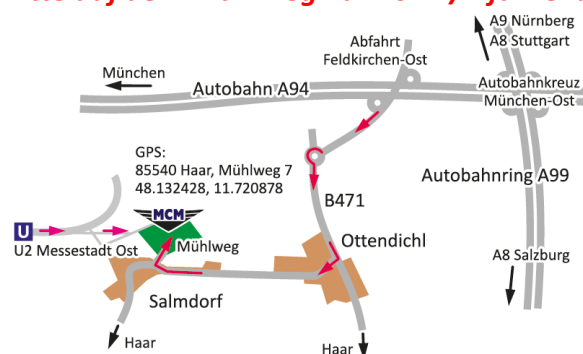 A9 Nürnberg
A8 Stuttgart
Abfahrt
Feldkirchen-Ost
München
Autobahn A94
Autobahnkreuz
München-Ost
GPS:
85540 Haar, Mühlweg 7
48.132428, 11.720878
B471
Autobahnring A99
MCM
U
U2 Messestadt Ost
Mühlweg
Ottendichl
A8 Salzburg
Salmdorf
Haar
Haar